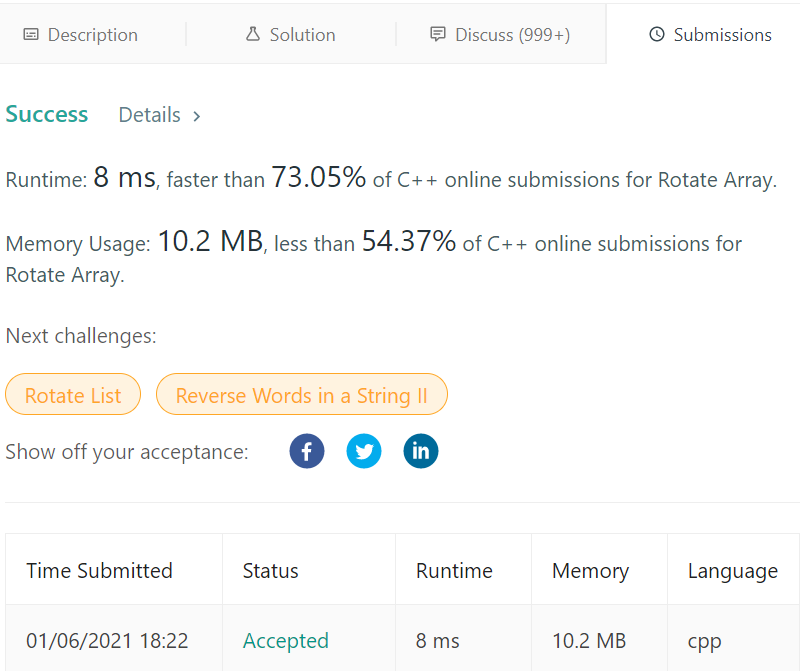 Description Solution Discuss (999+) Submissions
Success Details >
Runtime: 8 ms, faster than 73.05% of C++ online submissions for Rotate Array.
Memory Usage: 10.2 MB, less than 54.37% of C++ online submissions for
Rotate Array.
Next challenges:
Rotate List Reverse Words in a String II
Show off your acceptance: f in
Time Submitted Status Runtime Memory Language
01/06/2021 18:22 Accepted 8 ms 10.2 MB cpp